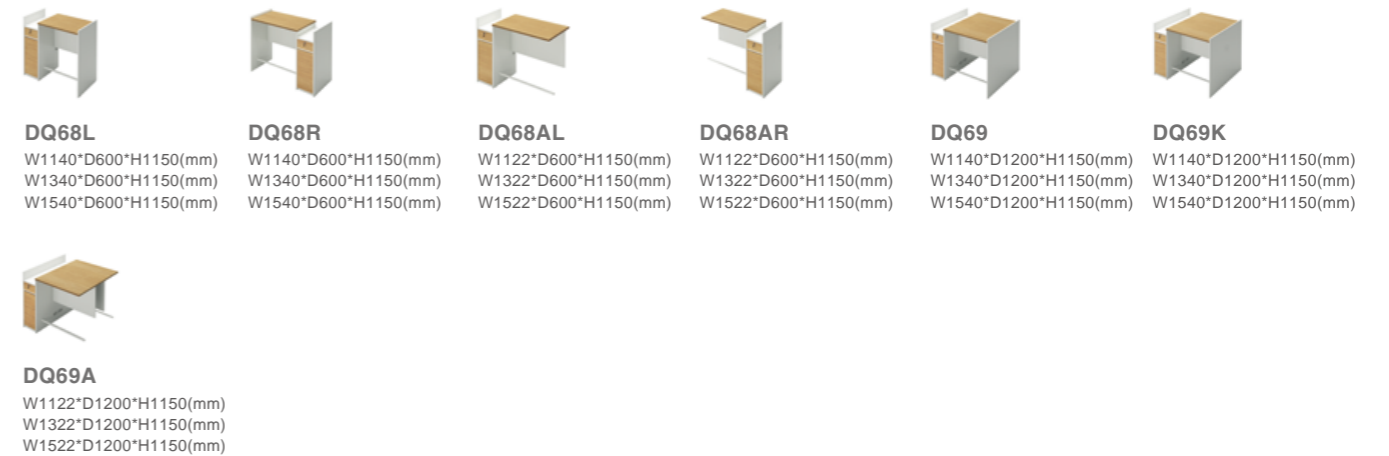 DQ68L
W1140*D600*H1150(mm)
W1340*D600*H1150(mm)
W1540*D600*H1150(mm)
DQ68R
W1140*D600*H1150(mm)
W1340*D600*H1150(mm)
W1540*D600*H1150(mm)
DQ68AL
W1122*D600*H1150(mm)
W1322*D600*H1150(mm)
W1522*D600*H1150(mm)
DQ68AR
W1122*D600*H1150(mm)
W1322*D600*H1150(mm)
W1522*D600*H1150(mm)
DQ69
W1140*D1200*H1150(mm)
W1340*D1200*H1150(mm)
W1540*D1200*H1150(mm)
DQ69K
W1140*D1200*H1150(mm)
W1340*D1200*H1150(mm)
W1540*D1200*H1150(mm)
DQ69A
W1122*D1200*H1150(mm)
W1322*D1200*H1150(mm)
W1522*D1200*H1150(mm)